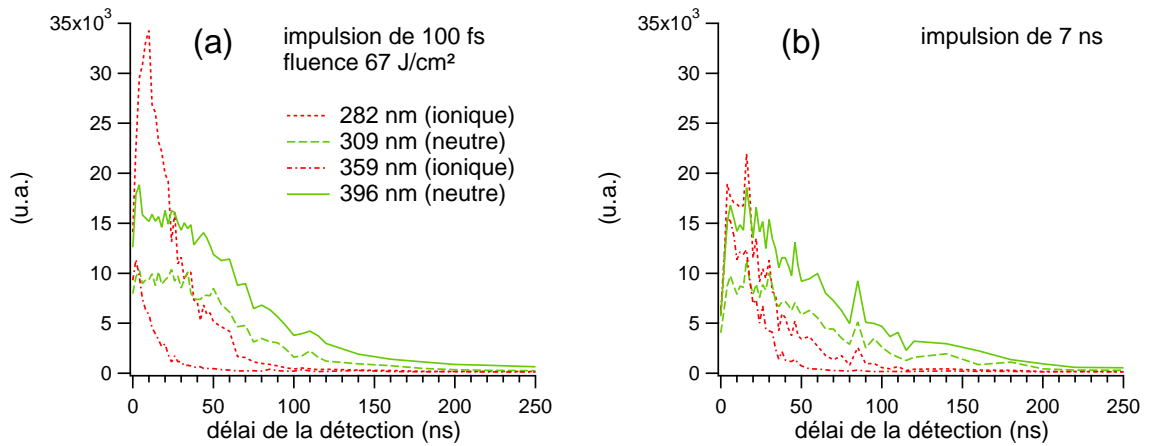 35x10³
30
25
20
15
10
5
0
(u.a.)
(a)
impulsion de 100 fs
fluence 67 J/cm²
282 nm (ionique)
309 nm (neutre)
359 nm (ionique)
396 nm (neutre)
0 50 100 150 200 250
délai de la détection (ns)
35x10³
30
25
20
15
10
5
0
(u.a.)
(b)
impulsion de 7 ns
0 50 100 150 200 250
délai de la détection (ns)